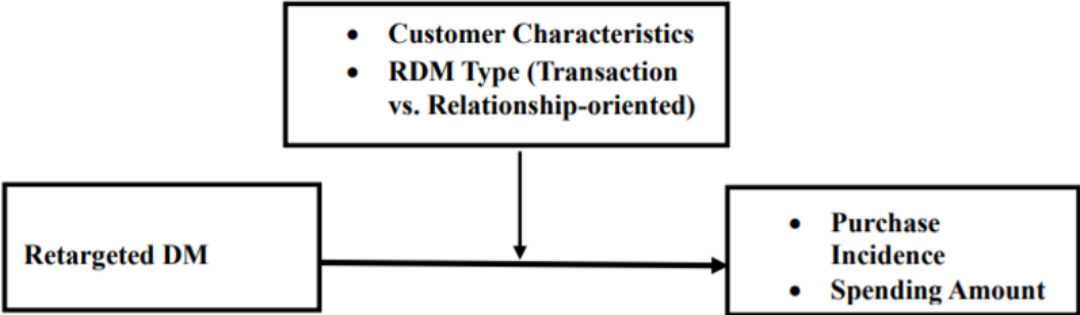 • Customer Characteristics
• RDM Type (Transaction
vs. Relationship-oriented)
Retargeted DM
• Purchase
Incidence
• Spending Amount